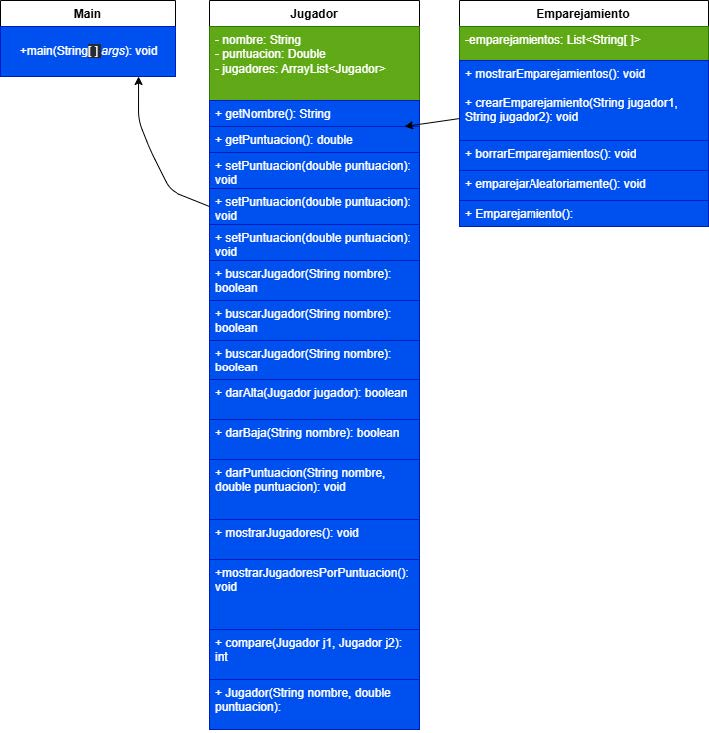 Main
+main(String[ ] args): void
Jugador
- nombre: String
- puntuacion: Double
- jugadores: ArrayList<Jugador>
+ getNombre(): String
+ getPuntuacion(): double
+ setPuntuacion(double puntuacion):
void
+ setPuntuacion(double puntuacion):
void
+ setPuntuacion(double puntuacion):
void
+ buscarJugador(String nombre):
boolean
+ buscarJugador(String nombre):
boolean
+ buscarJugador(String nombre):
boolean
+ darAlta(Jugador jugador): boolean
+ darBaja(String nombre): boolean
+ darPuntuacion(String nombre,
double puntuacion): void
+ mostrarJugadores(): void
+mostrarJugadoresPorPuntuacion():
void
+ compare(Jugador j1, Jugador j2):
int
+ Jugador(String nombre, double
puntuacion):
Emparejamiento
-emparejamientos: List<String[ ]>
+ mostrarEmparejamientos(): void
+ crearEmparejamiento(String jugador1,
String jugador2): void
+ borrarEmparejamientos(): void
+ emparejarAleatoriamente(): void
+ Emparejamiento():